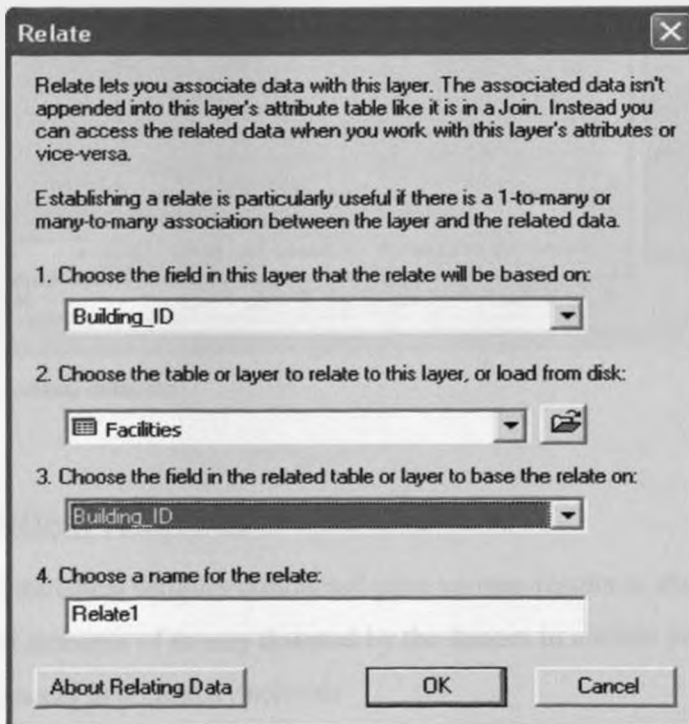 Relate
Relate lets you associate data with this layer. The associated data isn't
appended into this layer's attribute table like it is in a Join. Instead you
can access the related data when you work with this layer's attributes or
vice-versa.
Establishing a relate is particularly useful if there is a 1-to-many or
many-to-many association between the layer and the related data.
1. Choose the field in this layer that the relate will be based on:
Building_ID
2. Choose the table or layer to relate to this layer, or load from disk:
Facilities
3. Choose the field in the related table or layer to base the relate on:
Building_ID
4. Choose a name for the relate:
Relate1
About Relating Data OK Cancel